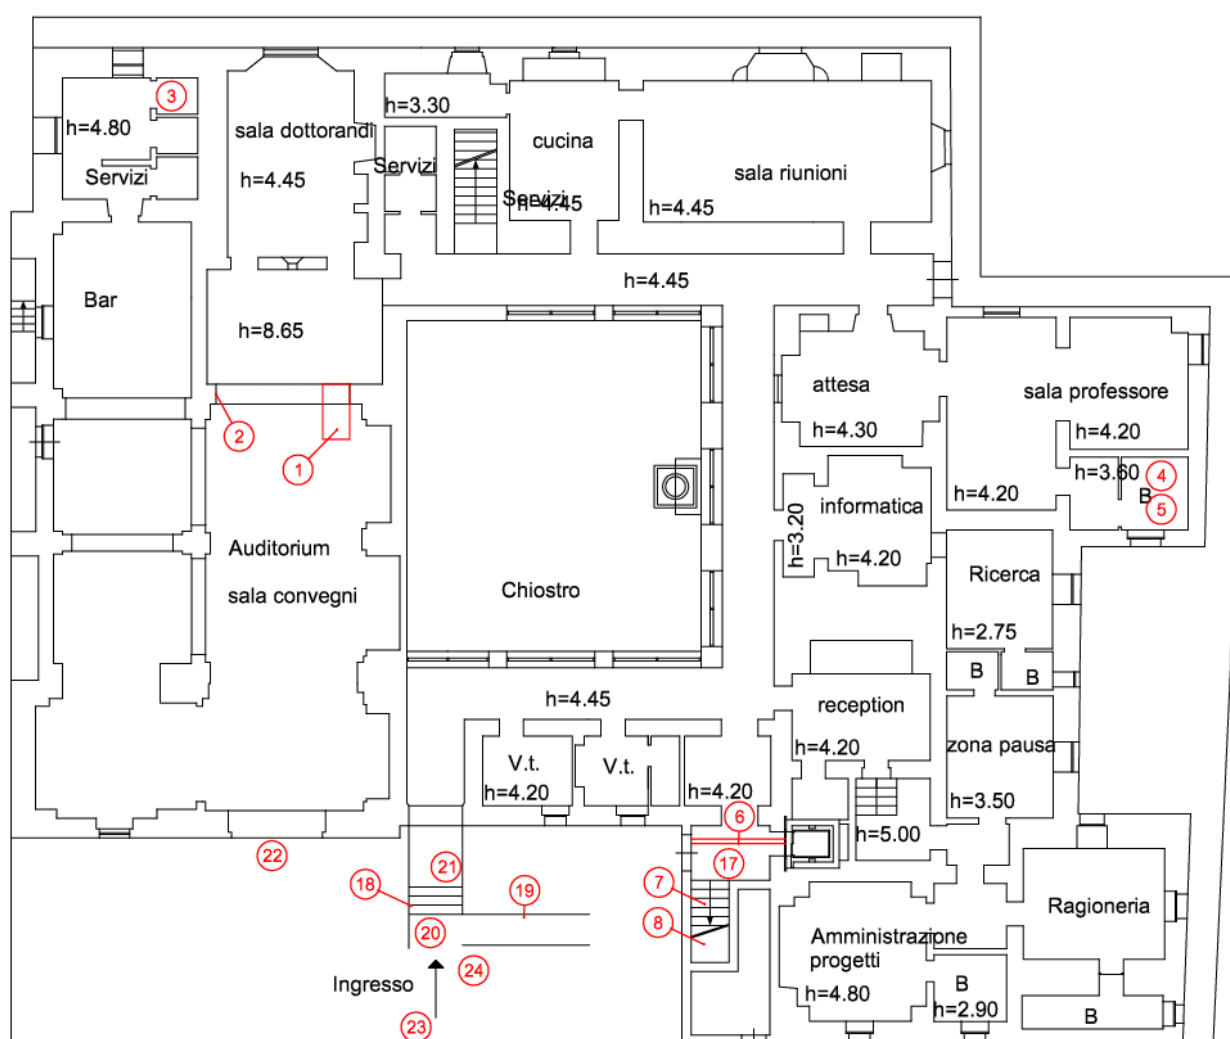 3
h=4.80
Servizi
sala dottorandi
h=4.45
h=3.30
Servizi
cucina
Servizi
h=4.45
sala riunioni
h=4.45
h=4.45
Bar
h=8.65
2
1
attesa
h=4.30
sala professore
h=4.20
h=3.60
4
B
5
h=4.20
informatica
h=3.20
h=4.20
Auditorium
sala convegni
Chiostro
Ricerca
h=2.75
B
B
h=4.45
reception
h=4.20
zona pausa
h=3.50
V.t.
h=4.20
V.t.
h=4.20
6
h=5.00
17
22
21
18
19
7
20
8
24
Ingresso
23
Amministrazione
progetti
h=4.80
Ragioneria
B
h=2.90
B